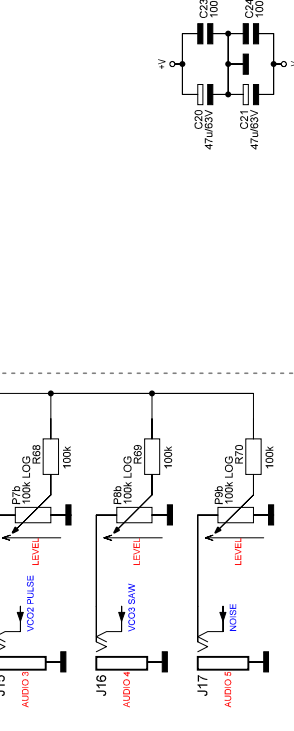 C23
100
C24
100
+V
C20
47u/63V
C21
47u/63V
P7b
100k LOG
R68
100k
LEVEL
VCO2 PULSE
J15
AUDIO 3
P8b
100k LOG
R69
100k
LEVEL
VCO3 SAW
J16
AUDIO 4
P9b
100k LOG
R70
100k
LEVEL
NOISE
J17
AUDIO 5